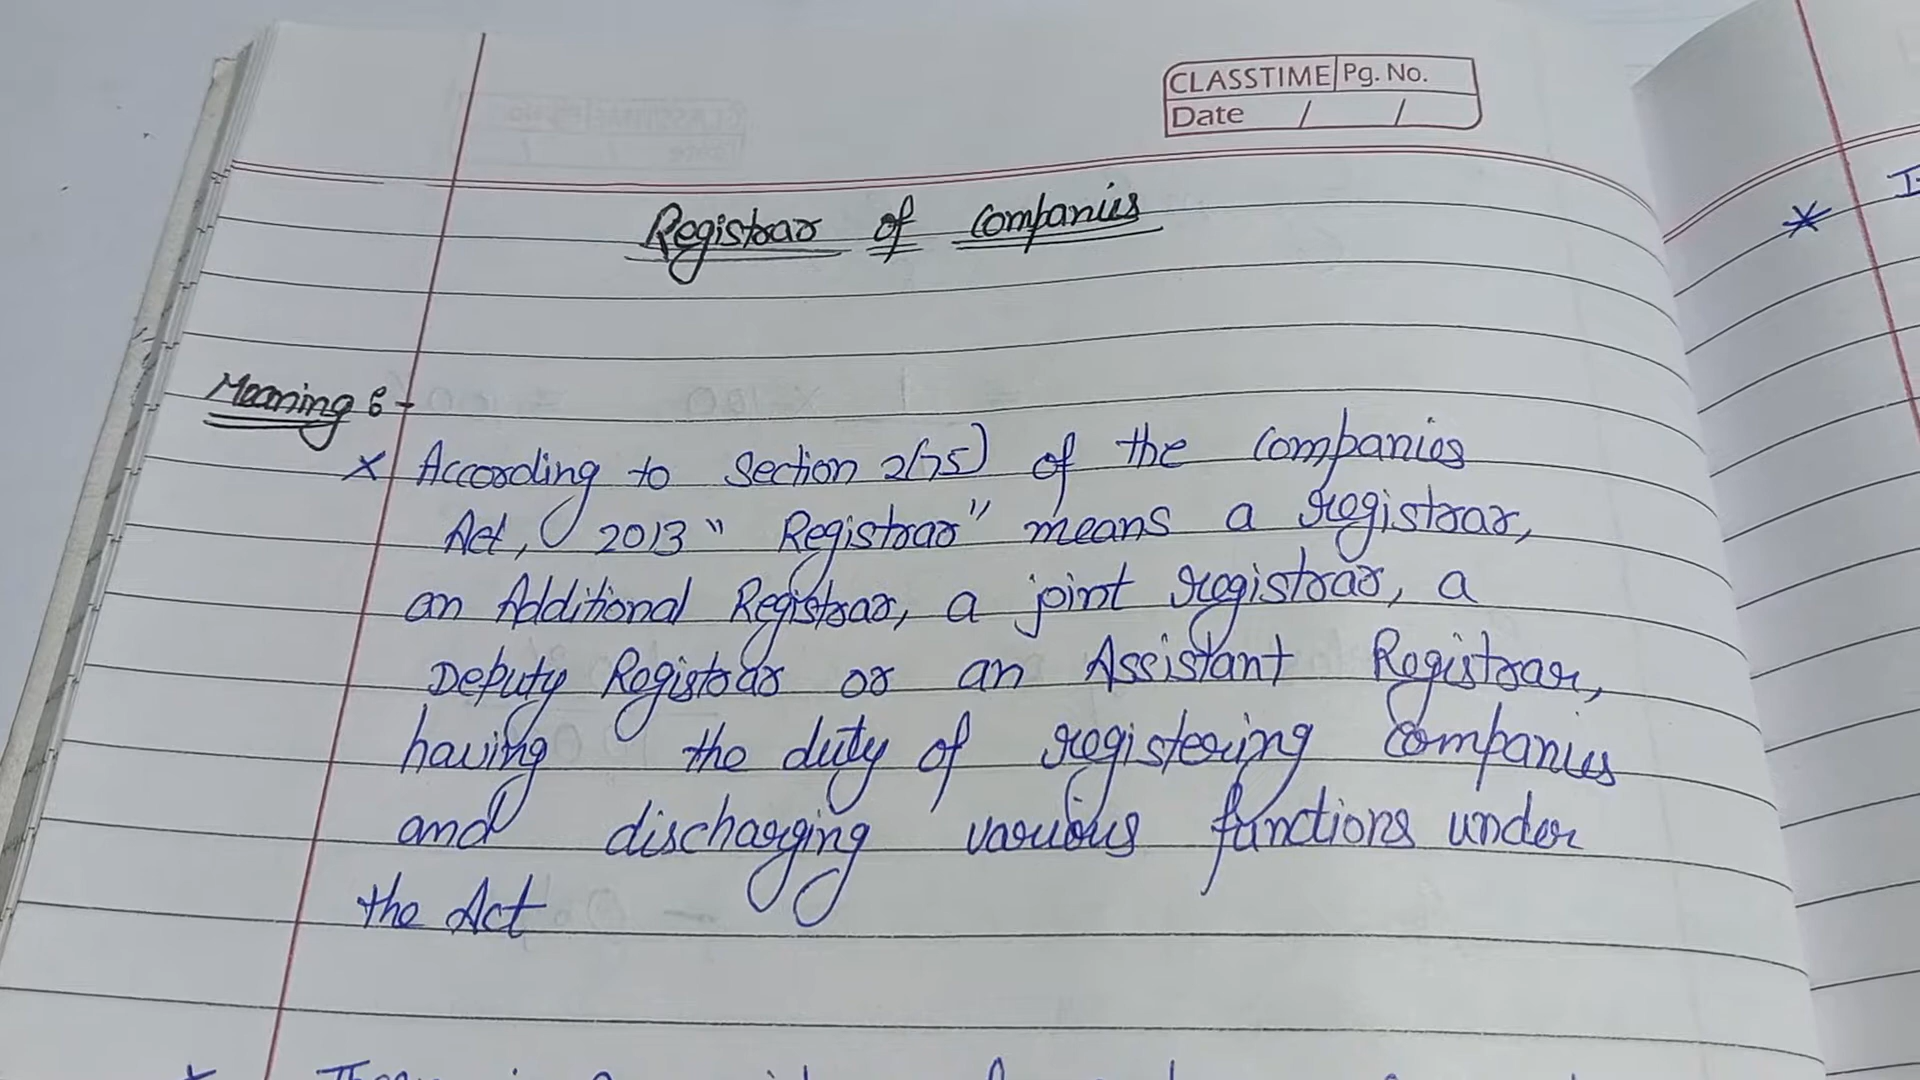 CLASSTIME Pg. No.
Date / /
Registrar of Companies
Meaning :-
× According to Section 2(75) of the Companies
Act, 2013 " Registrar" means a registrar,
an Additional Registrar, a joint registrar, a
Deputy Registrar or an Assistant Registrar,
having the duty of registering companies
and discharging various functions under
the Act